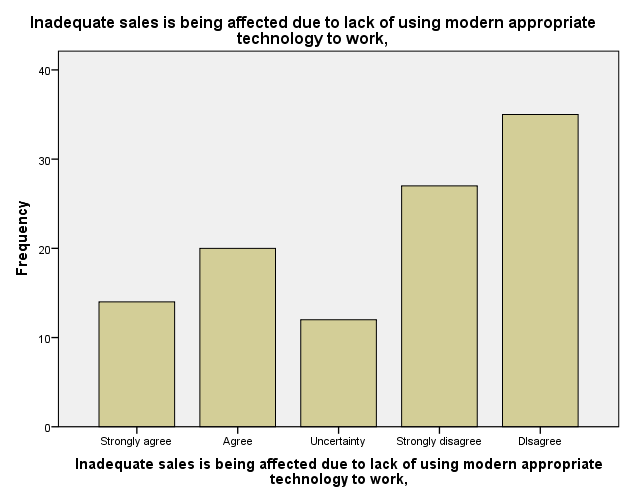 Inadequate sales is being affected due to lack of using modern appropriate
technology to work,
40
30
20
10
0
Frequency
Strongly agree
Agree
Uncertainty
Strongly disagree
DIsagree
Inadequate sales is being affected due to lack of using modern appropriate
technology to work,